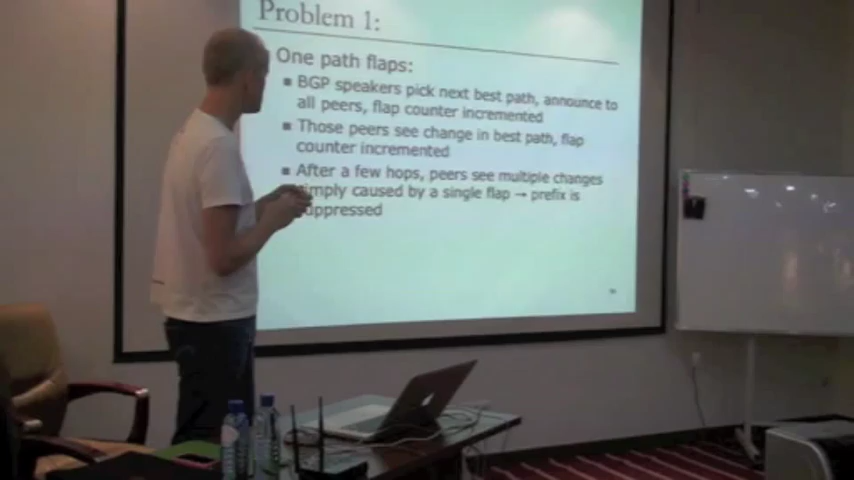 Problem 1:
One path flaps:
BGP speakers pick next best path, announce to
all peers, flap counter incremented
Those peers see change in best path, flap
counter incremented
After a few hops, peers see multiple changes
simply caused by a single flap → prefix is
suppressed